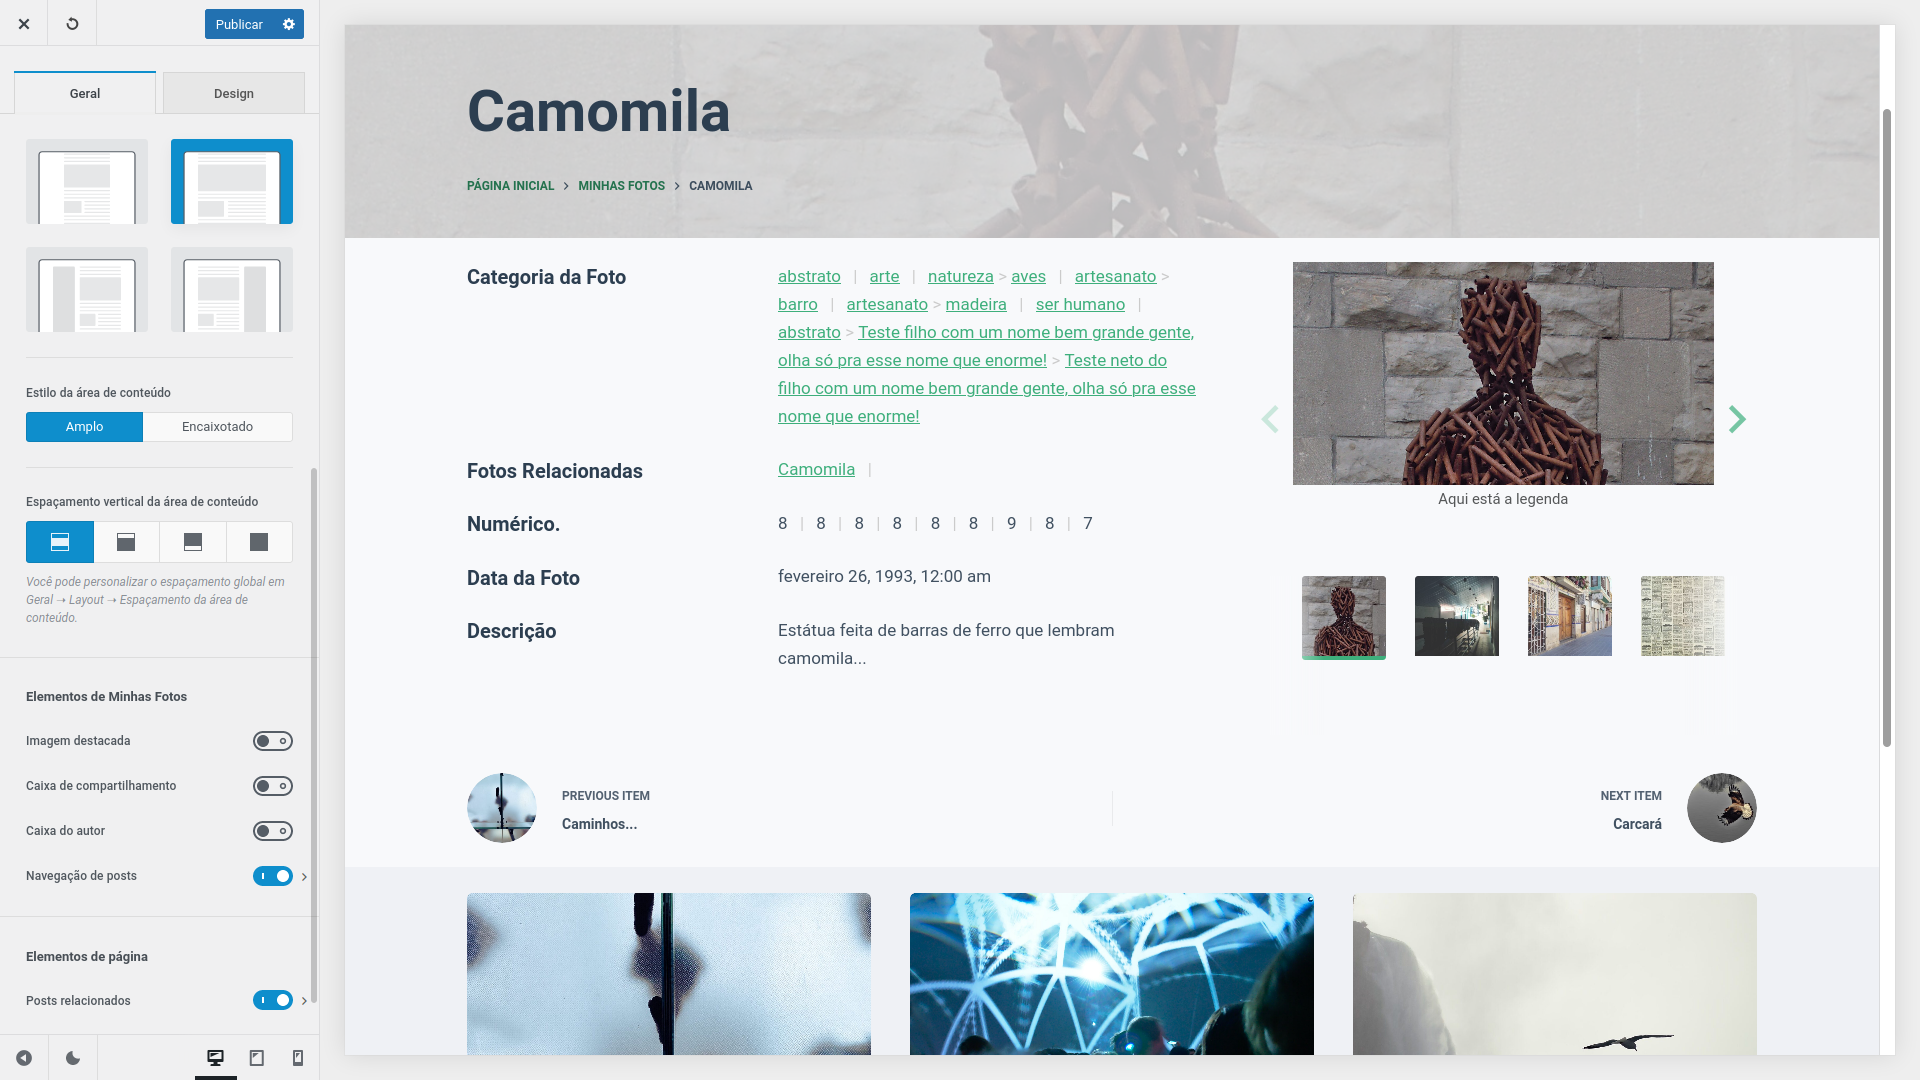 Publicar
Geral
Design
Estilo da área de conteúdo
Amplo
Encaixotado
Espaçamento vertical da área de conteúdo
Você pode personalizar o espaçamento global em
Geral ➝ Layout ➝ Espaçamento da área de
conteúdo.
Elementos de Minhas Fotos
Imagem destacada
Caixa de compartilhamento
Caixa do autor
Navegação de posts
Elementos de página
Posts relacionados
Camomila
PÁGINA INICIAL > MINHAS FOTOS > CAMOMILA
Categoria da Foto
abstrato | arte | natureza > aves | artesanato >
barro | artesanato > madeira | ser humano |
abstrato > Teste filho com um nome bem grande gente,
olha só pra esse nome que enorme! > Teste neto do
filho com um nome bem grande gente, olha só pra esse
nome que enorme!
Fotos Relacionadas
Camomila |
Numérico.
8 | 8 | 8 | 8 | 8 | 8 | 9 | 8 | 7
Data da Foto
fevereiro 26, 1993, 12:00 am
Descrição
Estátua feita de barras de ferro que lembram
camomila...
Aqui está a legenda
PREVIOUS ITEM
Caminhos...
NEXT ITEM
Carcará